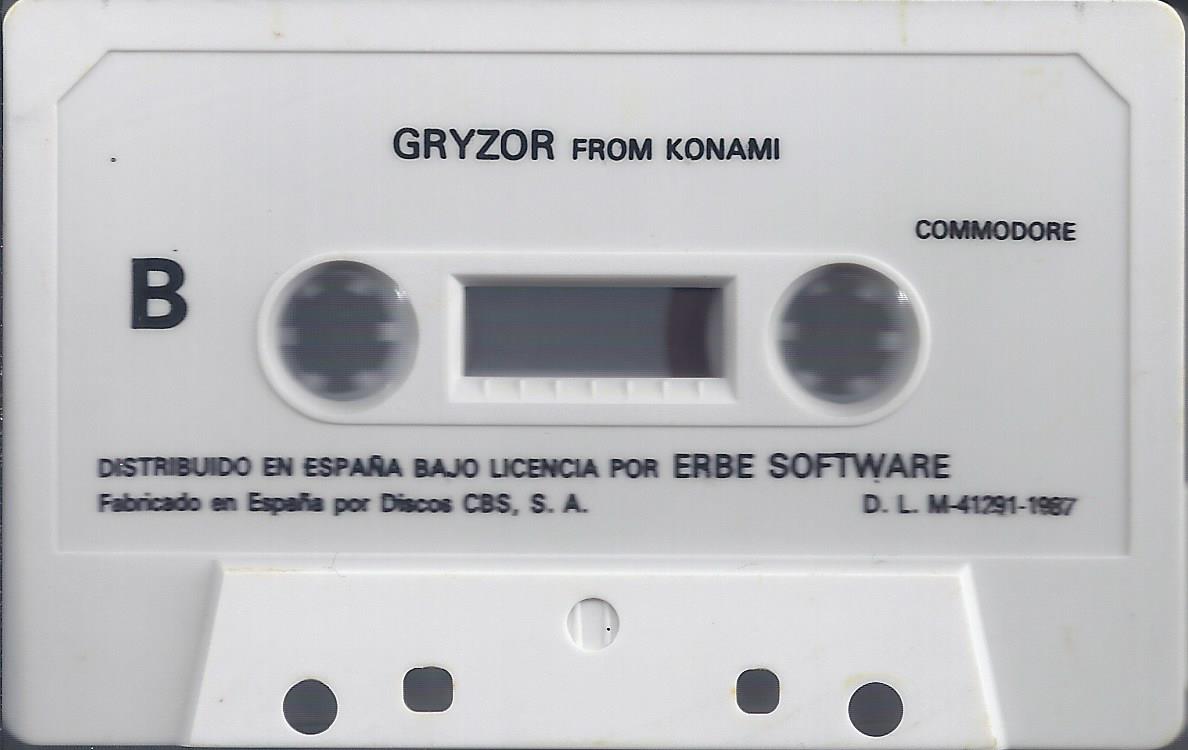 GRYZOR FROM KONAMI
COMMODORE
B
DISTRIBUIDO EN ESPAÑA BAJO LICENCIA POR ERBE SOFTWARE
Fabricado en España por Discos CBS, S. A. D. L. M-41291-1987